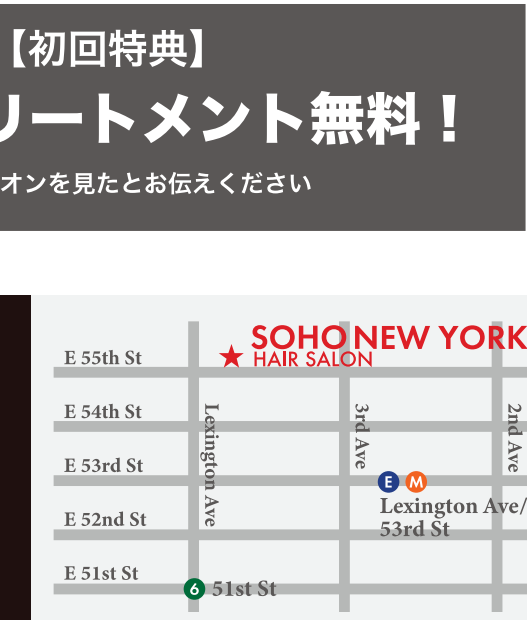 【初回特典】
リートメント無料！
オンを見たとお伝えください
SOHO NEW YORK
HAIR SALON
E 55th St
E 54th St
Lexington Ave
3rd Ave
2nd Ave
E 53rd St
E M
Lexington Ave/
53rd St
E 52nd St
E 51st St
6 51st St